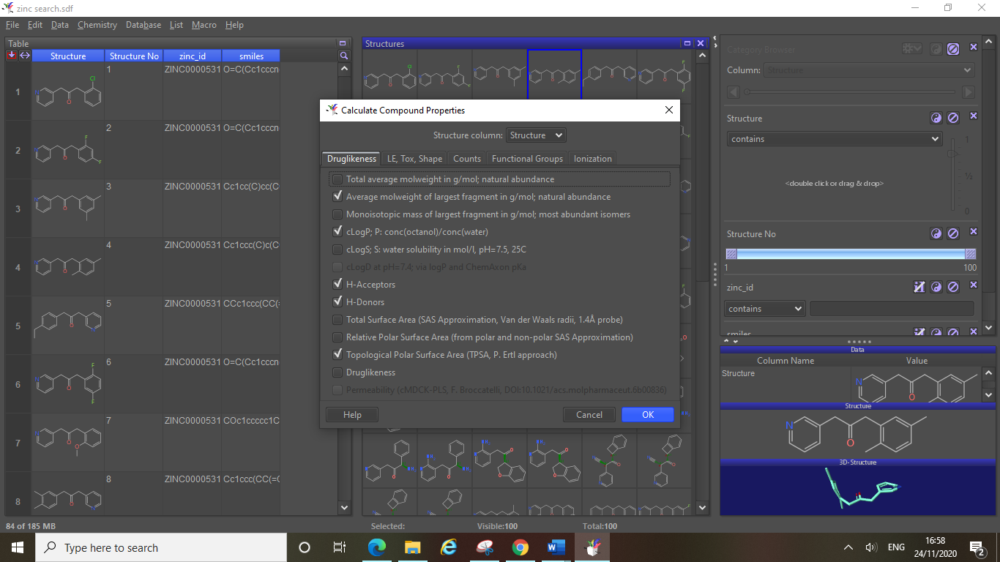 zinc search.sdf
File Edit Data Chemistry Database List Macro Help
Table
Structure Structure No zinc_id smiles
1 1 ZINC0000531 O=C(Cc1cccn
2 2 ZINC0000531 O=C(Cc1cccn
3 3 ZINC0000531 Cc1cc(C)cc(C
4 4 ZINC0000531 Cc1ccc(C)c(C
5 5 ZINC0000531 CCc1ccc(CC(=
6 6 ZINC0000531 O=C(Cc1cccn
7 7 ZINC0000531 COc1ccccc1C
8 8 ZINC0000531 Cc1ccc(CC(=C
Structures
Calculate Compound Properties
Structure column: Structure
Druglikeness LE, Tox, Shape Counts Functional Groups Ionization
Total average molweight in g/mol; natural abundance
Average molweight of largest fragment in g/mol; natural abundance
Monoisotopic mass of largest fragment in g/mol; most abundant isomers
cLogP; P: conc(octanol)/conc(water)
cLogS; S: water solubility in mol/l, pH=7.5, 25C
cLogD at pH=7.4; via logP and ChemAxon pKa
H-Acceptors
H-Donors
Total Surface Area (SAS Approximation, Van der Waals radii, 1.4Å probe)
Relative Polar Surface Area (from polar and non-polar SAS Approximation)
Topological Polar Surface Area (TPSA, P. Ertl approach)
Druglikeness
Permeability (cMDCK-PLS, F. Broccatelli, DOI:10.1021/acs.molpharmaceut.6b00836)
Help Cancel OK
Category Browser
Column: Structure
Structure
contains
1
½
0
<double click or drag & drop>
Structure No
1 100
zinc_id
contains
smiles
Data
Column Name Value
Structure
Structure
3D-Structure
84 of 185 MB Selected: Visible:100 Total:100
Type here to search
ENG
16:58
24/11/2020
2